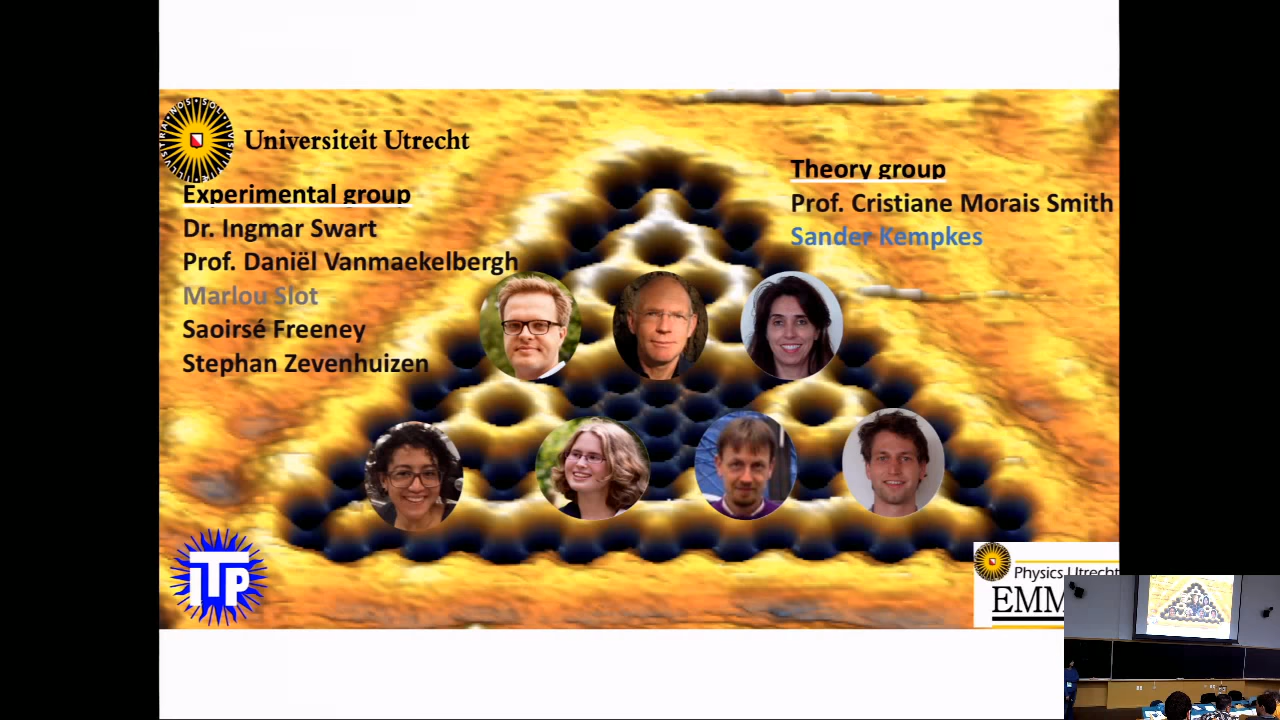 Universiteit Utrecht
Experimental group
Dr. Ingmar Swart
Prof. Daniël Vanmaekelbergh
Marlou Slot
Saoirsé Freeney
Stephan Zevenhuizen
Theory group
Prof. Cristiane Morais Smith
Sander Kempkes
ITP
Physics Utrecht
EMM